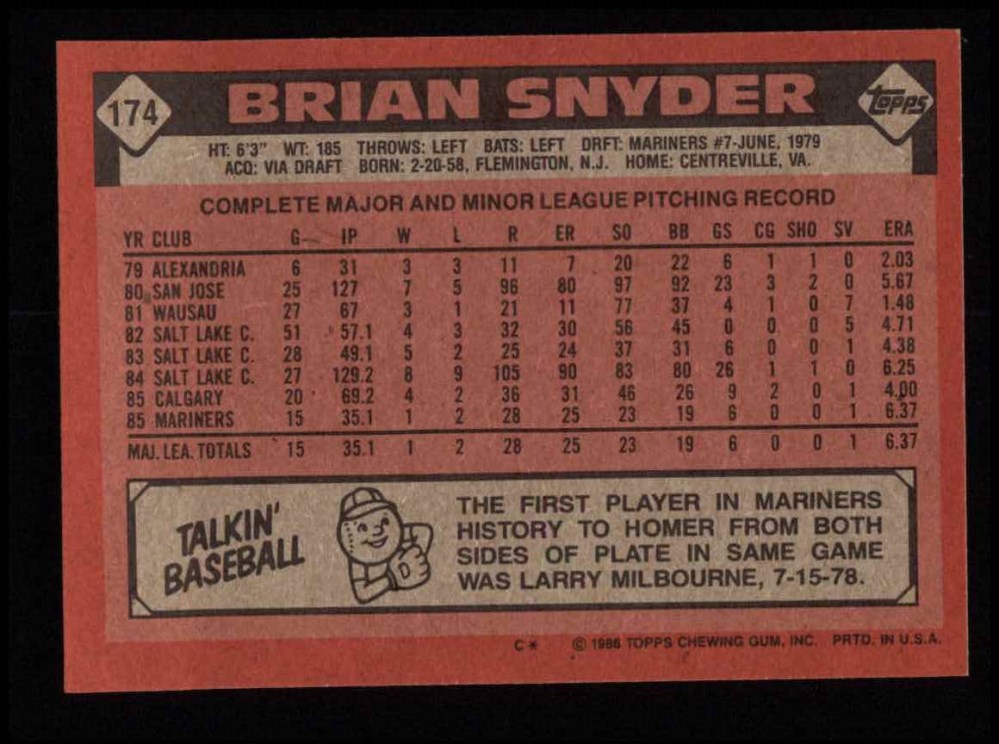 174 BRIAN SNYDER Topps
HT: 6'3" WT: 185 THROWS: LEFT BATS: LEFT DRFT: MARINERS #7-JUNE, 1979
ACQ: VIA DRAFT BORN: 2-20-58, FLEMINGTON, N.J. HOME: CENTREVILLE, VA.
COMPLETE MAJOR AND MINOR LEAGUE PITCHING RECORD
YR CLUB G IP W L R ER SO BB GS CG SHO SV ERA
79 ALEXANDRIA 6 31 3 3 11 7 20 22 6 1 1 0 2.03
80 SAN JOSE 25 127 7 5 96 80 97 92 23 3 2 0 5.67
81 WAUSAU 27 67 3 1 21 11 77 37 4 1 0 7 1.48
82 SALT LAKE C. 51 57.1 4 3 32 30 56 45 0 0 0 5 4.71
83 SALT LAKE C. 28 49.1 5 2 25 24 37 31 6 0 0 1 4.38
84 SALT LAKE C. 27 129.2 8 9 105 90 83 80 26 1 1 0 6.25
85 CALGARY 20 69.2 4 2 36 31 46 26 9 2 0 1 4.00
85 MARINERS 15 35.1 1 2 28 25 23 19 6 0 0 1 6.37
MAJ. LEA. TOTALS 15 35.1 1 2 28 25 23 19 6 0 0 1 6.37
TALKIN'
BASEBALL
THE FIRST PLAYER IN MARINERS
HISTORY TO HOMER FROM BOTH
SIDES OF PLATE IN SAME GAME
WAS LARRY MILBOURNE, 7-15-78.
C* © 1986 TOPPS CHEWING GUM, INC. PRTD. IN U.S.A.